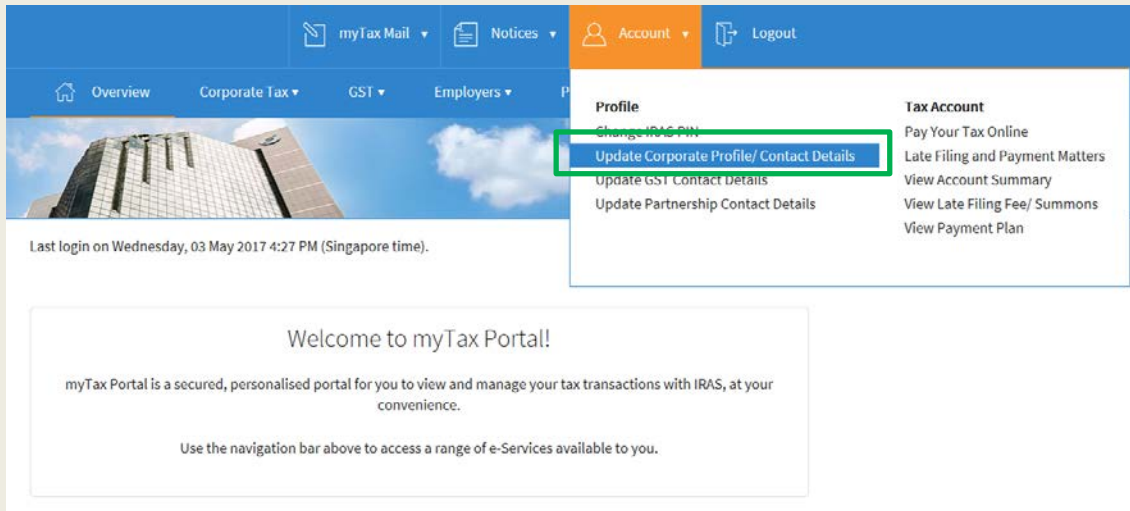 myTax Mail
Notices
Account
Logout
Overview
Corporate Tax
GST
Employers
P
Profile
Change IRAS PIN
Update Corporate Profile/ Contact Details
Update GST Contact Details
Update Partnership Contact Details
Tax Account
Pay Your Tax Online
Late Filing and Payment Matters
View Account Summary
View Late Filing Fee/ Summons
View Payment Plan
Last login on Wednesday, 03 May 2017 4:27 PM (Singapore time).
Welcome to myTax Portal!
myTax Portal is a secured, personalised portal for you to view and manage your tax transactions with IRAS, at your
convenience.
Use the navigation bar above to access a range of e-Services available to you.